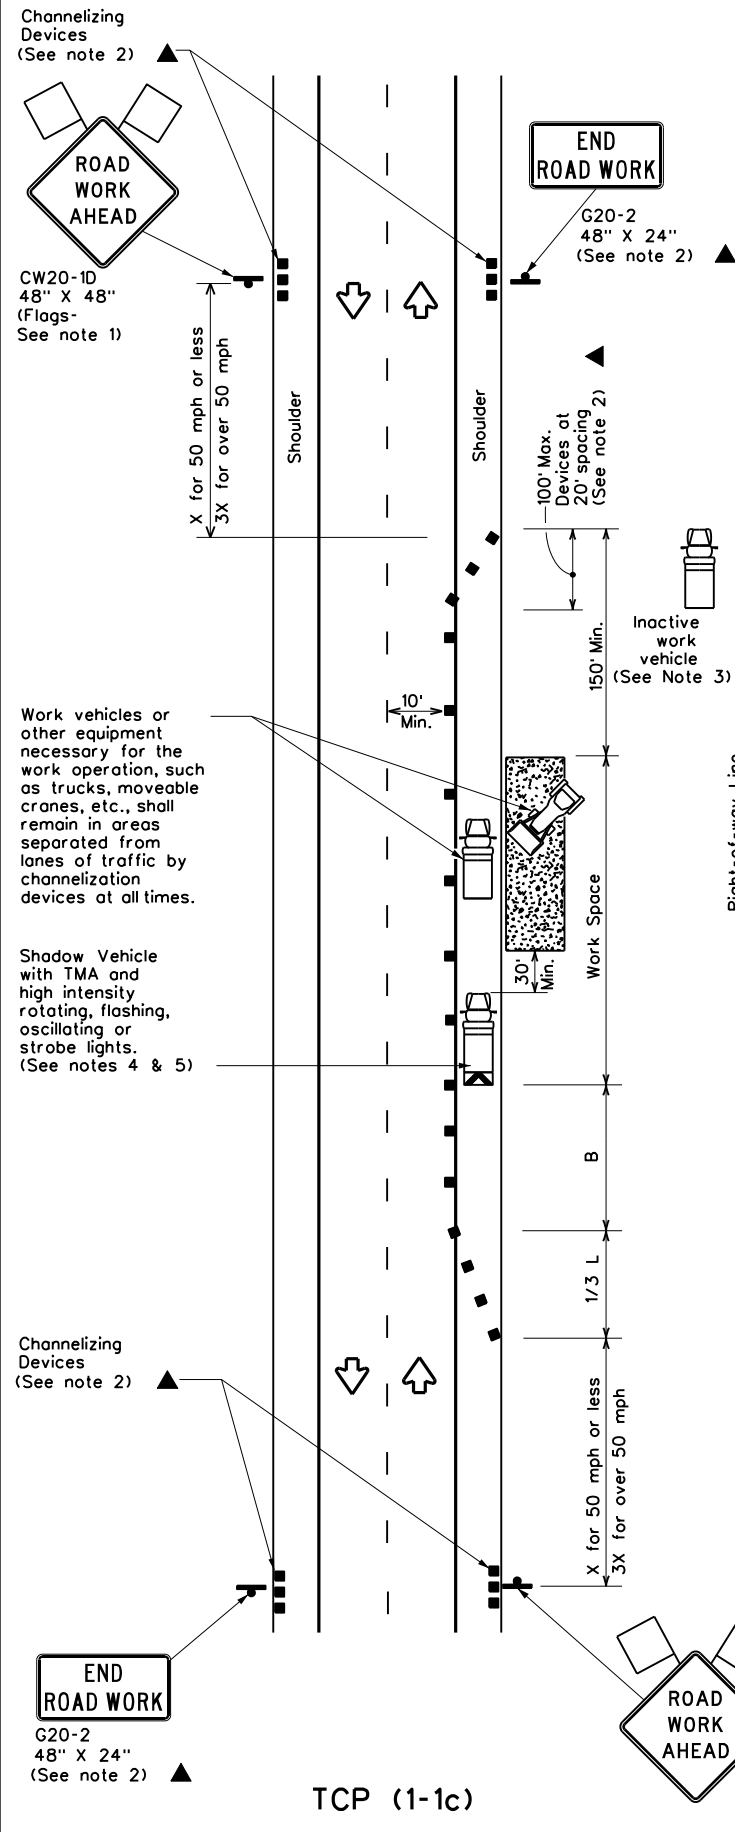 Channelizing
Devices
(See note 2)
ROAD
WORK
AHEAD
CW20-1D
48" X 48"
(Flags-
See note 1)
END
ROAD WORK
G20-2
48" X 24"
(See note 2)
X for 50 mph or less
3X for over 50 mph
Shoulder
Shoulder
100' Max.
Devices at
20' spacing
(See note 2)
150' Min.
Inactive
work
vehicle
(See Note 3)
10'
Min.
Work vehicles or
other equipment
necessary for the
work operation, such
as trucks, moveable
cranes, etc., shall
remain in areas
separated from
lanes of traffic by
channelization
devices at all times.
Right-of-way Line
Work Space
30'
Min.
Shadow Vehicle
with TMA and
high intensity
rotating, flashing,
oscillating or
strobe lights.
(See notes 4 & 5)
B
1/3 L
Channelizing
Devices
(See note 2)
X for 50 mph or less
3X for over 50 mph
END
ROAD WORK
G20-2
48" X 24"
(See note 2)
ROAD
WORK
AHEAD
TCP (1-1c)